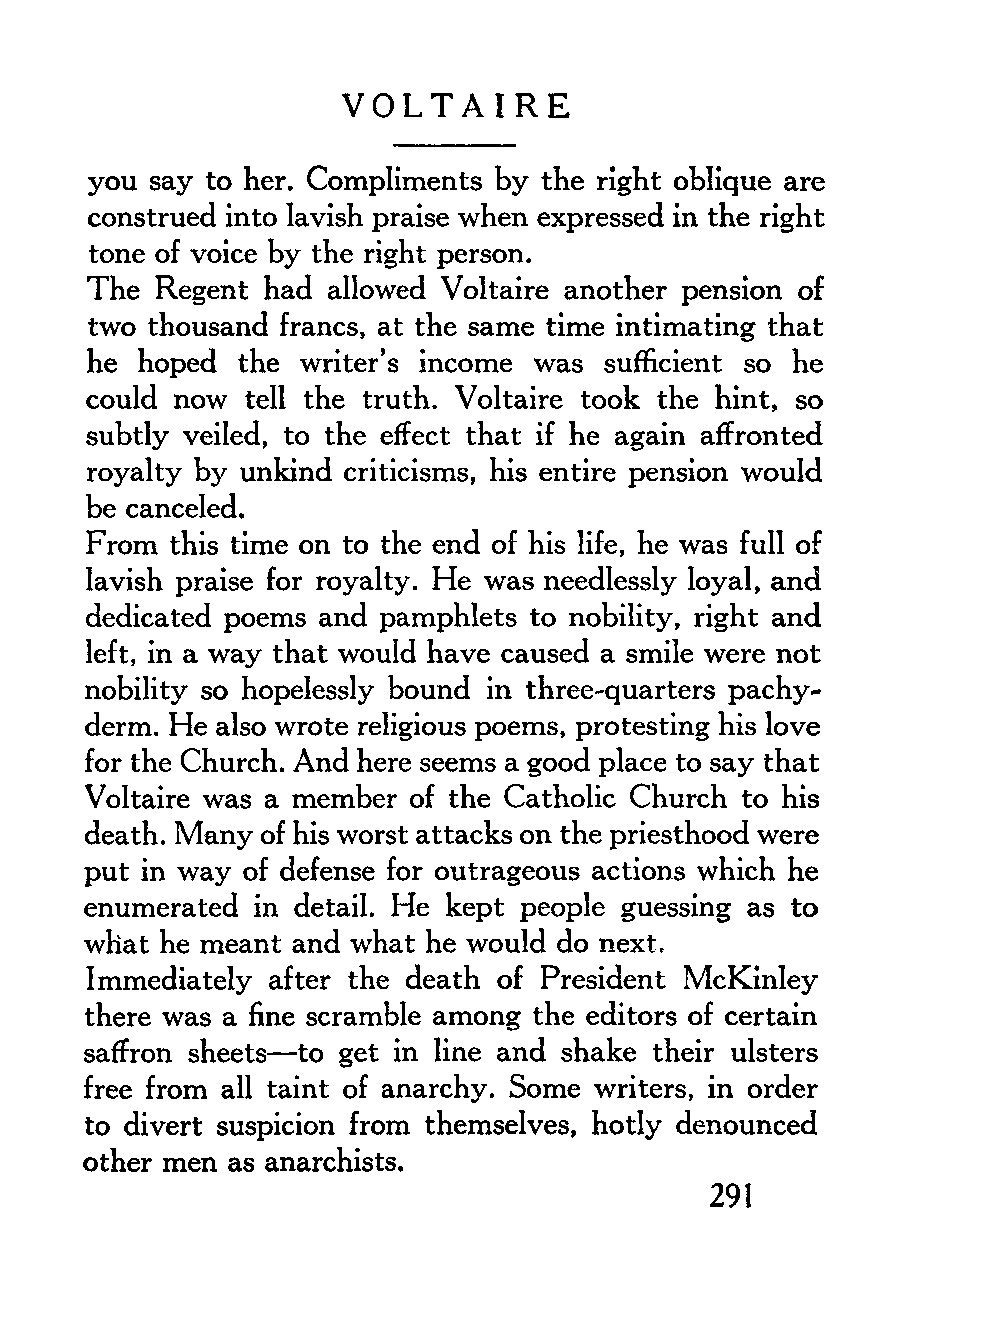 VOLTAIRE
you say to her. Compliments by the right oblique are
construed into lavish praise when expressed in the right
tone of voice by the right person.
The Regent had allowed Voltaire another pension of
two thousand francs, at the same time intimating that
he hoped the writer's income was sufficient so he
could now tell the truth. Voltaire took the hint, so
subtly veiled, to the effect that if he again affronted
royalty by unkind criticisms, his entire pension would
be canceled.
From this time on to the end of his life, he was full of
lavish praise for royalty. He was needlessly loyal, and
dedicated poems and pamphlets to nobility, right and
left, in a way that would have caused a smile were not
nobility so hopelessly bound in three-quarters pachy-
derm. He also wrote religious poems, protesting his love
for the Church. And here seems a good place to say that
Voltaire was a member of the Catholic Church to his
death. Many of his worst attacks on the priesthood were
put in way of defense for outrageous actions which he
enumerated in detail. He kept people guessing as to
what he meant and what he would do next.
Immediately after the death of President McKinley
there was a fine scramble among the editors of certain
saffron sheets—to get in line and shake their ulsters
free from all taint of anarchy. Some writers, in order
to divert suspicion from themselves, hotly denounced
other men as anarchists.
291